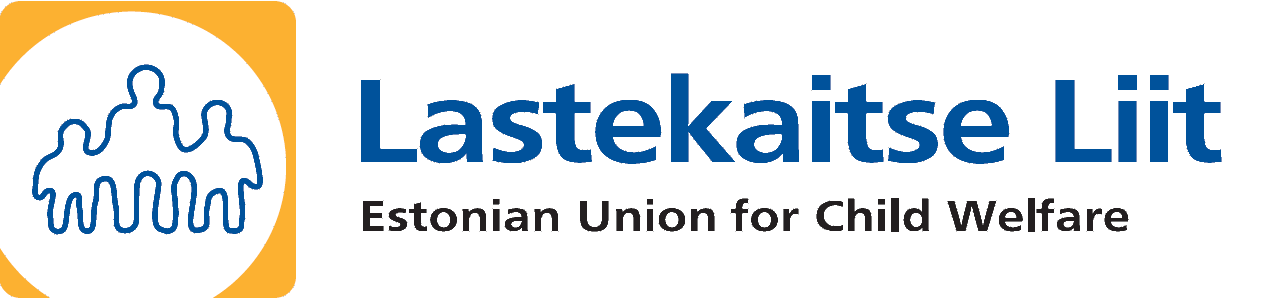 Lastekaitse Liit
Estonian Union for Child Welfare